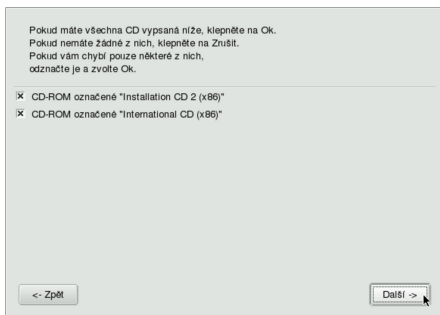 Pokud máte všechna CD vypsaná níže, klepněte na Ok.
Pokud nemáte žádné z nich, klepněte na Zrušit.
Pokud vám chybí pouze některé z nich,
odznačte je a zvolte Ok.
CD-ROM označené "Installation CD 2 (x86)"
CD-ROM označené "International CD (x86)"
<- Zpět
Další ->